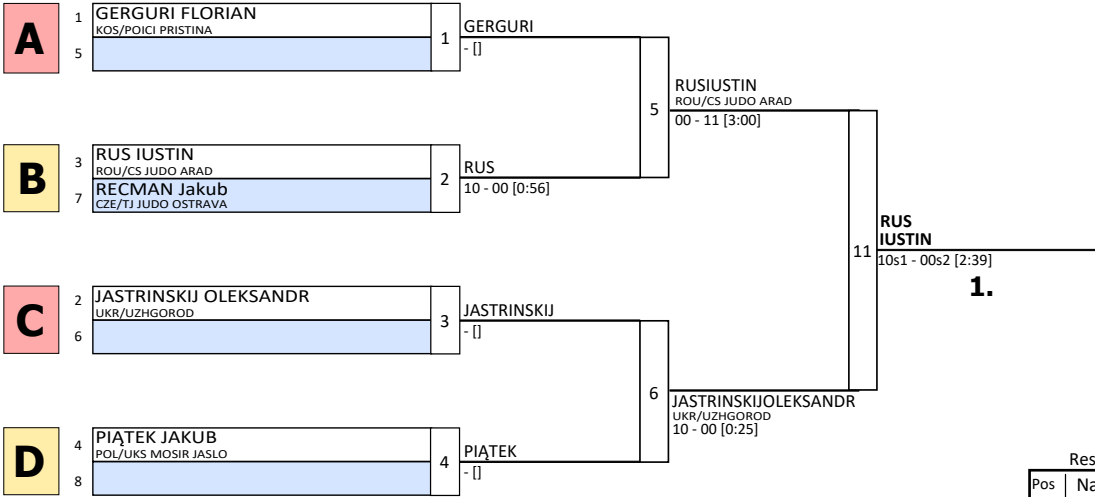 A
1 GERGURI FLORIAN
KOS/POICI PRISTINA
5
1
GERGURI
- []
5
RUSIUSTIN
ROU/CS JUDO ARAD
00 - 11 [3:00]
B
3 RUS IUSTIN
ROU/CS JUDO ARAD
7 RECMAN Jakub
CZE/TJ JUDO OSTRAVA
2
RUS
10 - 00 [0:56]
11
RUS
IUSTIN
10s1 - 00s2 [2:39]
1.
C
2 JASTRINSKIJ OLEKSANDR
UKR/UZHGOROD
6
3
JASTRINSKIJ
- []
6
JASTRINSKIJOLEKSANDR
UKR/UZHGOROD
10 - 00 [0:25]
D
4 PIĄTEK JAKUB
POL/UKS MOSIR JASLO
8
4
PIĄTEK
- []
Res
Pos Na